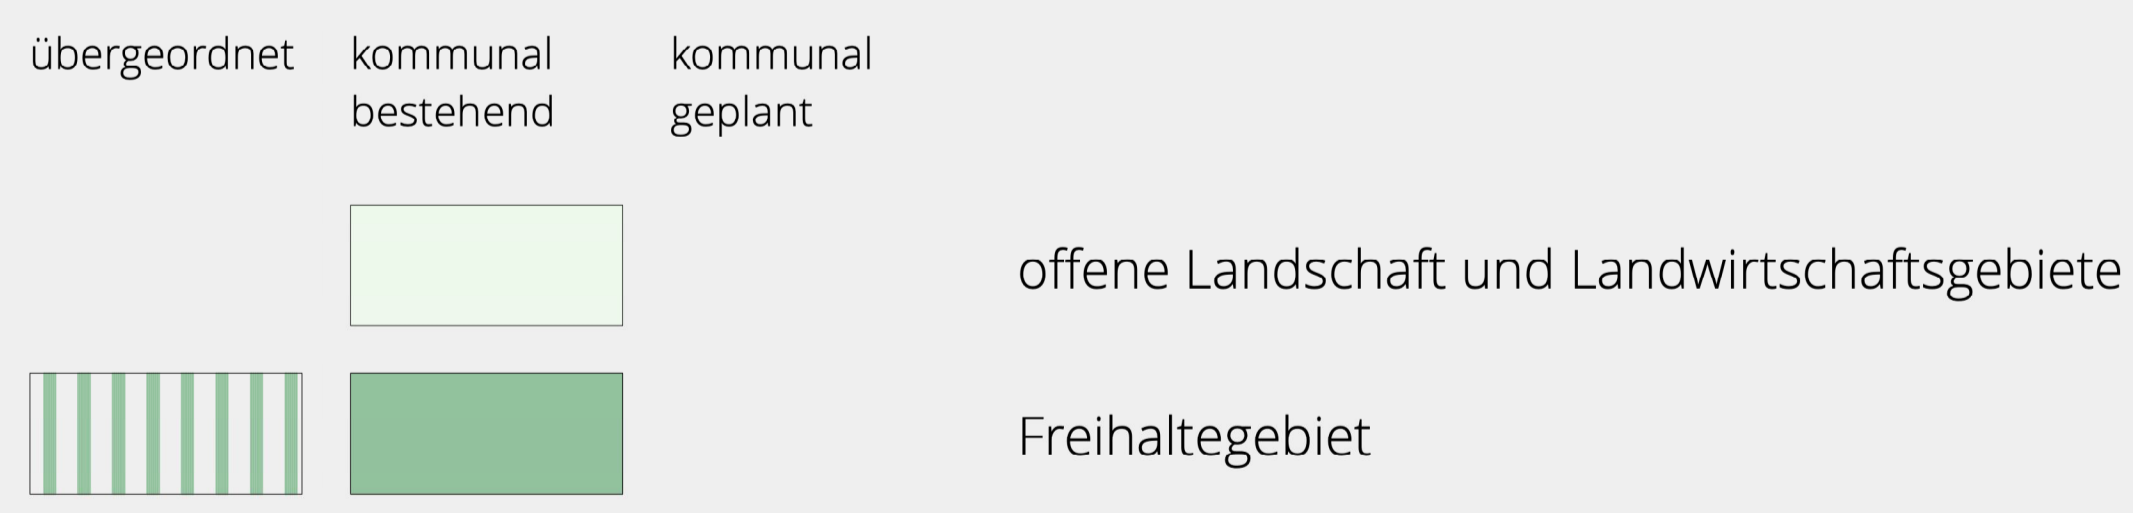 übergeordnet kommunal kommunal
bestehend geplant
offene Landschaft und Landwirtschaftsgebiete
Freihaltegebiet